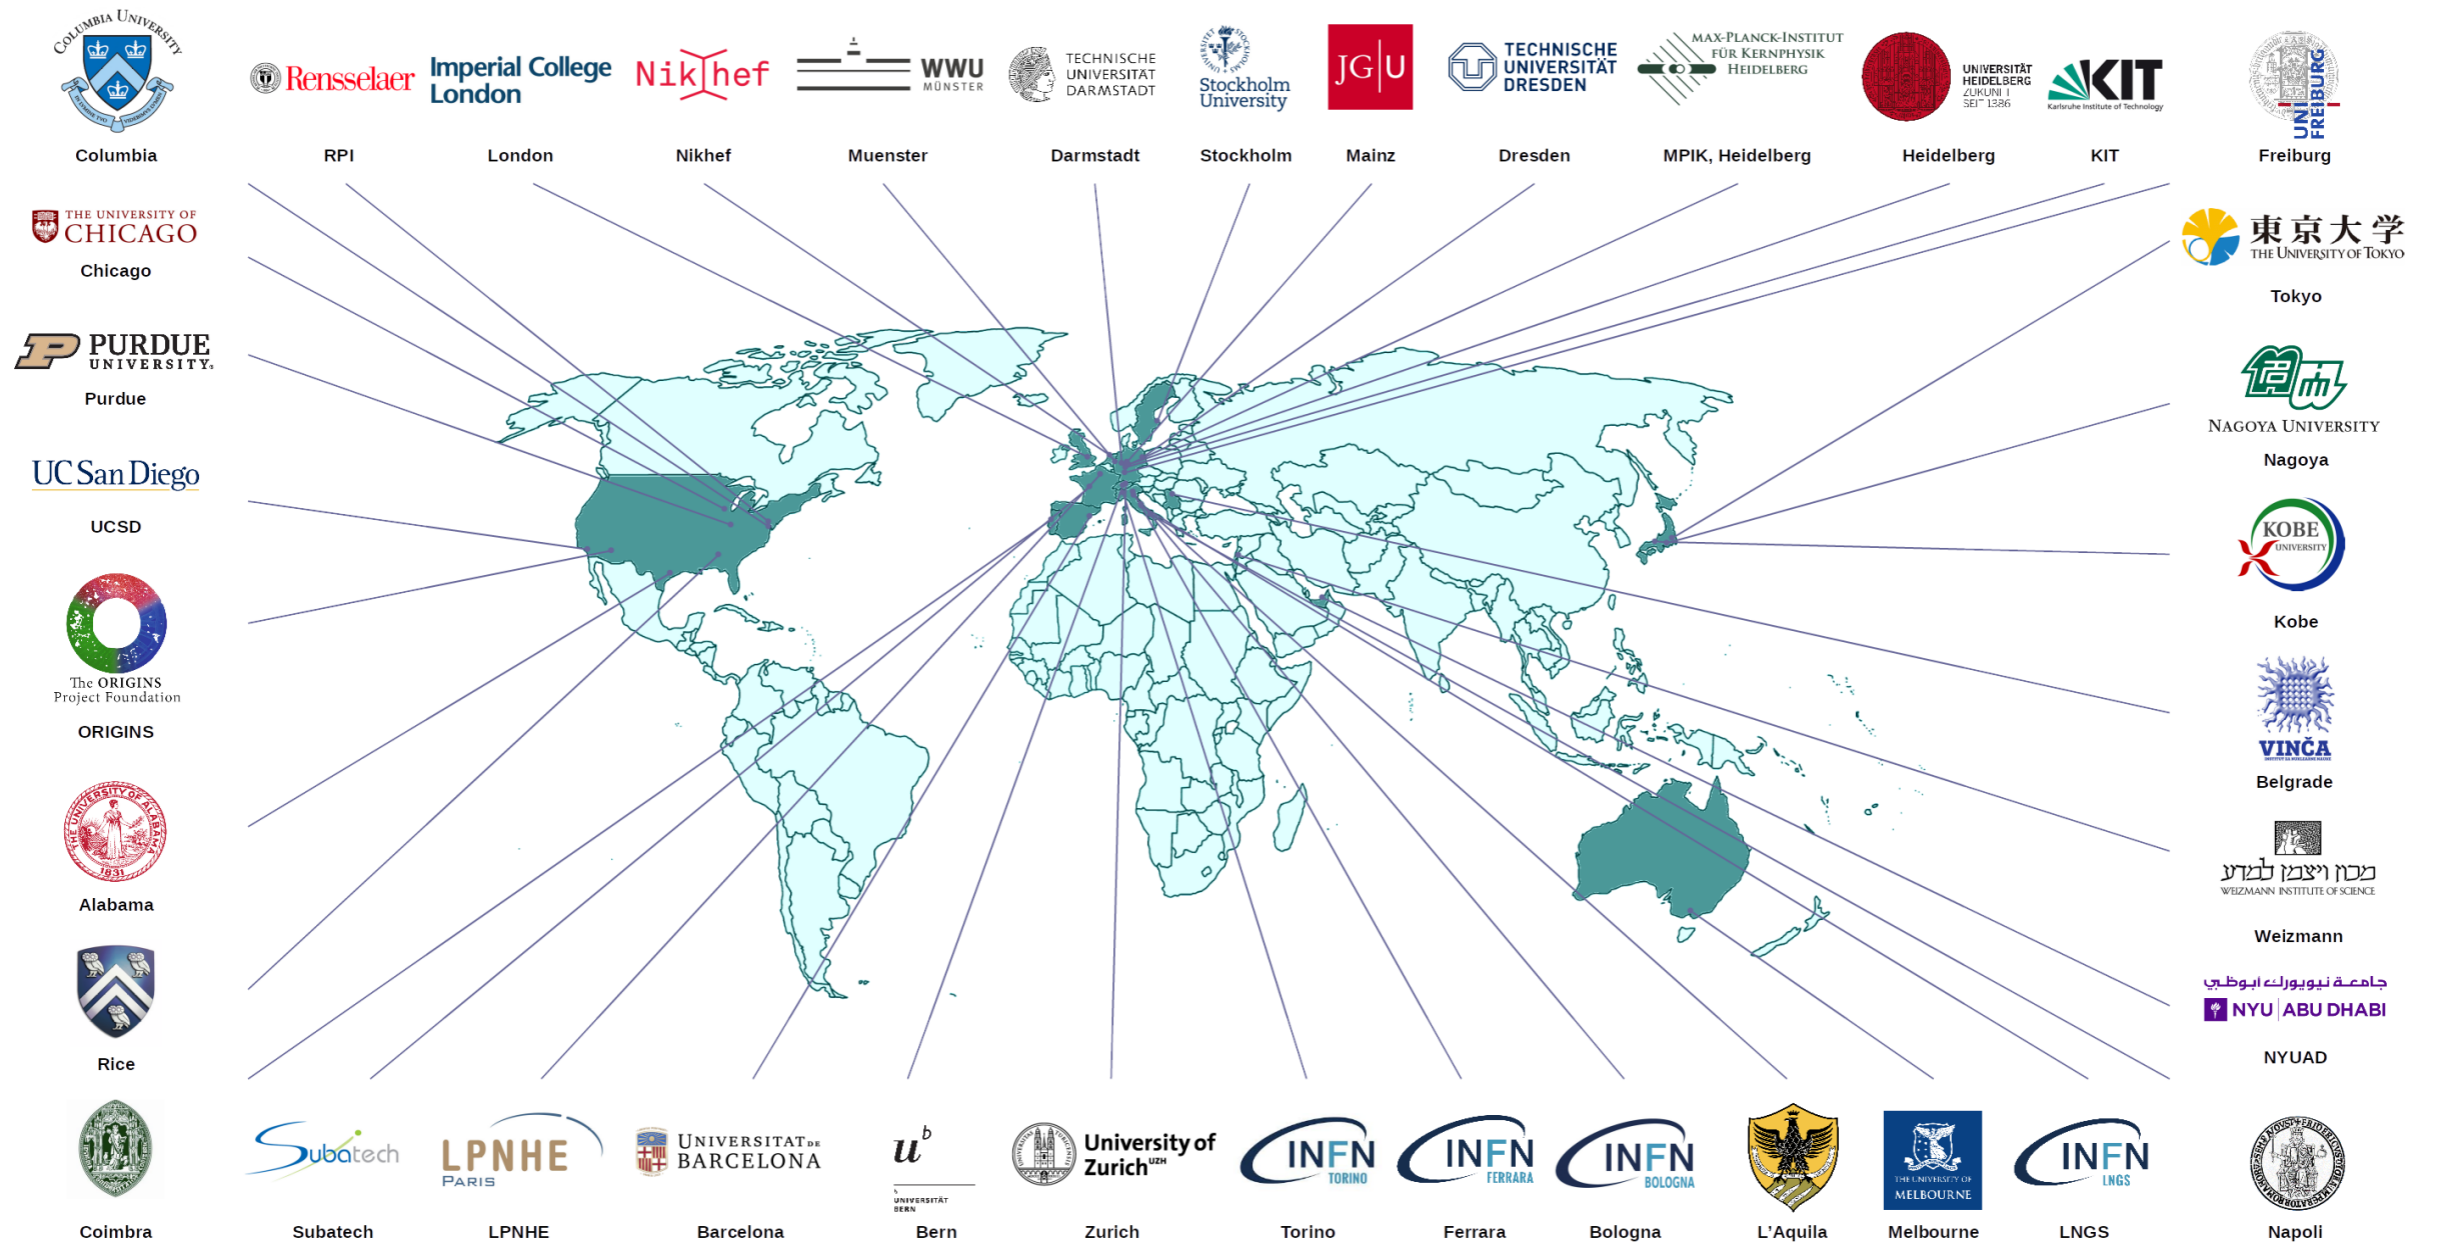 COLUMBIA UNIVERSITY
Columbia
Rensselaer
RPI
Imperial College
London
London
Nikhef
Nikhef
WWU
MÜNSTER
Muenster
TECHNISCHE
UNIVERSITÄT
DARMSTADT
Darmstadt
Stockholm
University
Stockholm
JG|U
Mainz
TECHNISCHE
UNIVERSITÄT
DRESDEN
Dresden
MAX-PLANCK-INSTITUT
FÜR KERNPHYSIK
HEIDELBERG
MPIK, Heidelberg
UNIVERSITÄT
HEIDELBERG
ZUKUNFT
SEIT 1386
Heidelberg
KIT
Karlsruhe Institute of Technology
KIT
UNI
FREIBURG
Freiburg
THE UNIVERSITY OF
CHICAGO
Chicago
PURDUE
UNIVERSITY
Purdue
UC San Diego
UCSD
The ORIGINS
Project Foundation
ORIGINS
THE UNIVERSITY OF ALABAMA
1831
Alabama
Rice
Coimbra
東京大学
THE UNIVERSITY OF TOKYO
Tokyo
NAGOYA UNIVERSITY
Nagoya
KOBE
UNIVERSITY
Kobe
VINČA
Belgrade
מכון ויצמן למדע
WEIZMANN INSTITUTE OF SCIENCE
Weizmann
جامعة نيويورك أبوظبي
NYU | ABU DHABI
NYUAD
Subatech
Subatech
LPNHE
PARIS
LPNHE
UNIVERSITAT DE
BARCELONA
Barcelona
u b
b
UNIVERSITÄT
BERN
Bern
University of
Zurich UZH
Zurich
INFN
TORINO
Torino
INFN
FERRARA
Ferrara
INFN
BOLOGNA
Bologna
L'Aquila
THE UNIVERSITY OF
MELBOURNE
Melbourne
INFN
LNGS
LNGS
Napoli